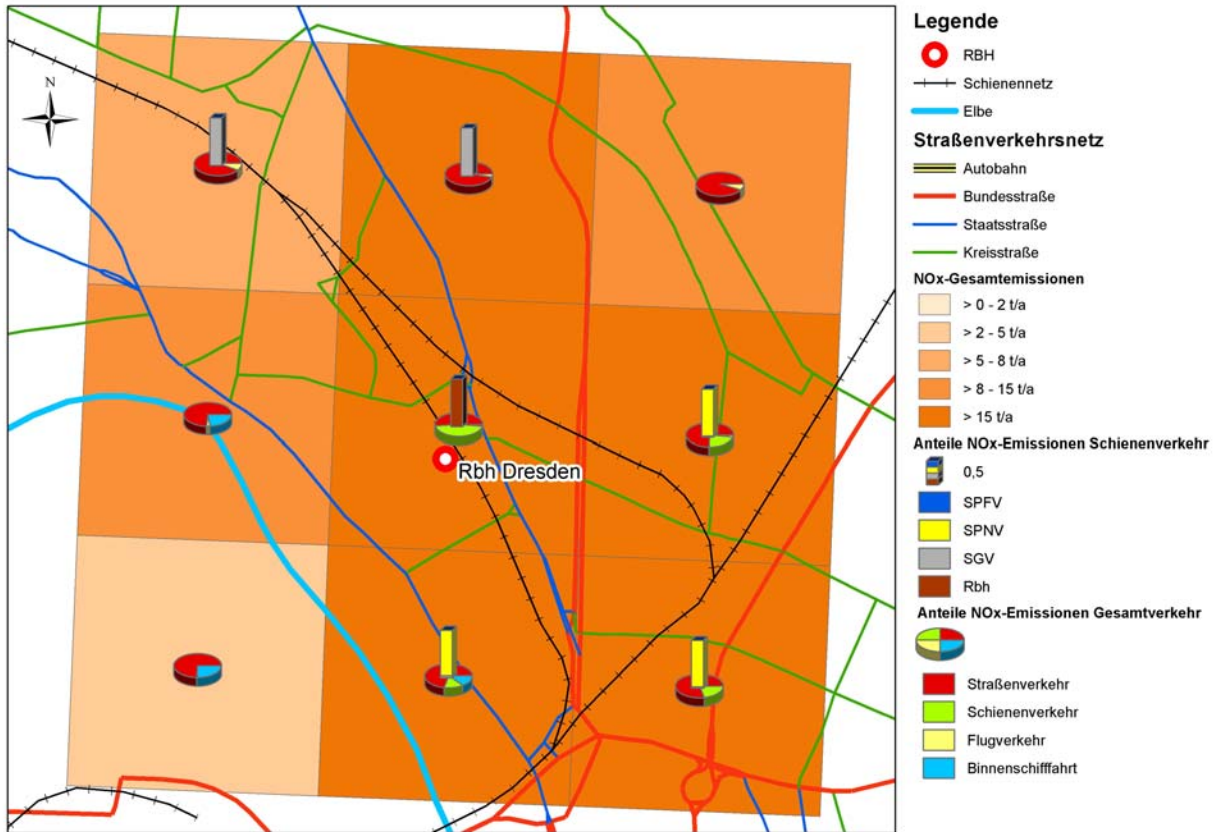 N
Rbh Dresden
Legende
RBH
Schienennetz
Elbe
Straßenverkehrsnetz
Autobahn
Bundesstraße
Staatsstraße
Kreisstraße
NOx-Gesamtemissionen
> 0 - 2 t/a
> 2 - 5 t/a
> 5 - 8 t/a
> 8 - 15 t/a
> 15 t/a
Anteile NOx-Emissionen Schienenverkehr
0,5
SPFV
SPNV
SGV
Rbh
Anteile NOx-Emissionen Gesamtverkehr
Straßenverkehr
Schienenverkehr
Flugverkehr
Binnenschifffahrt